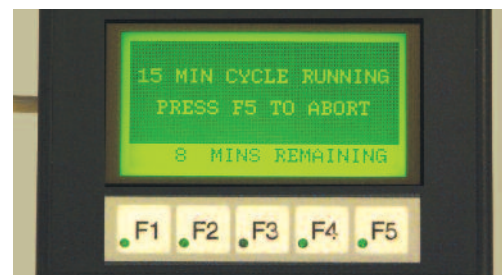 15 MIN CYCLE RUNNING
PRESS F5 TO ABORT
8 MINS REMAINING
F1 F2 F3 F4 F5